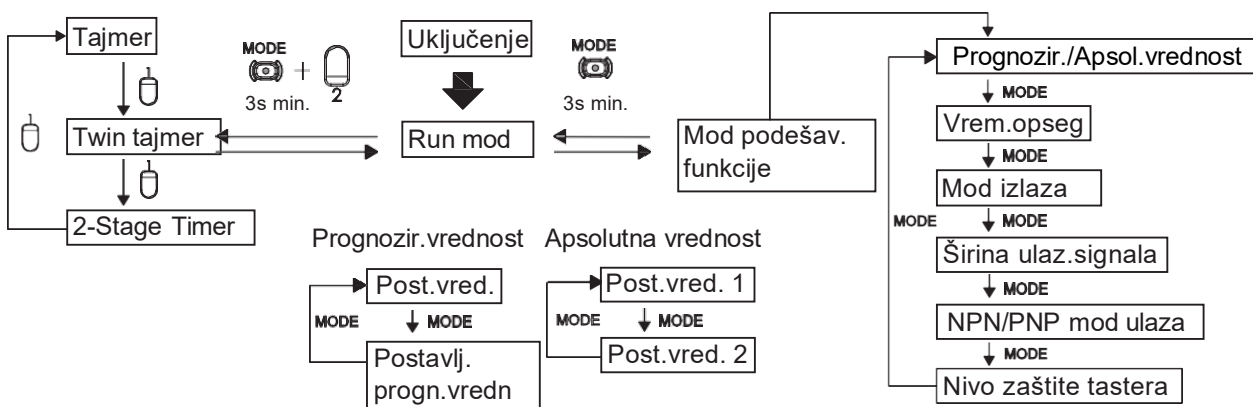 Tajmer
1
Twin tajmer
1
2-Stage Timer
1
MODE
+
2
3s min.
Uključenje
Run mod
MODE
3s min.
Mod podešav.
funkcije
Prognozir.vrednost
Post.vred.
MODE
MODE
Postavlj.
progn.vredn
Apsolutna vrednost
Post.vred. 1
MODE
MODE
Post.vred. 2
Prognozir./Apsol.vrednost
MODE
Vrem.opseg
MODE
Mod izlaza
MODE
MODE
Širina ulaz.signala
MODE
NPN/PNP mod ulaza
MODE
Nivo zaštite tastera